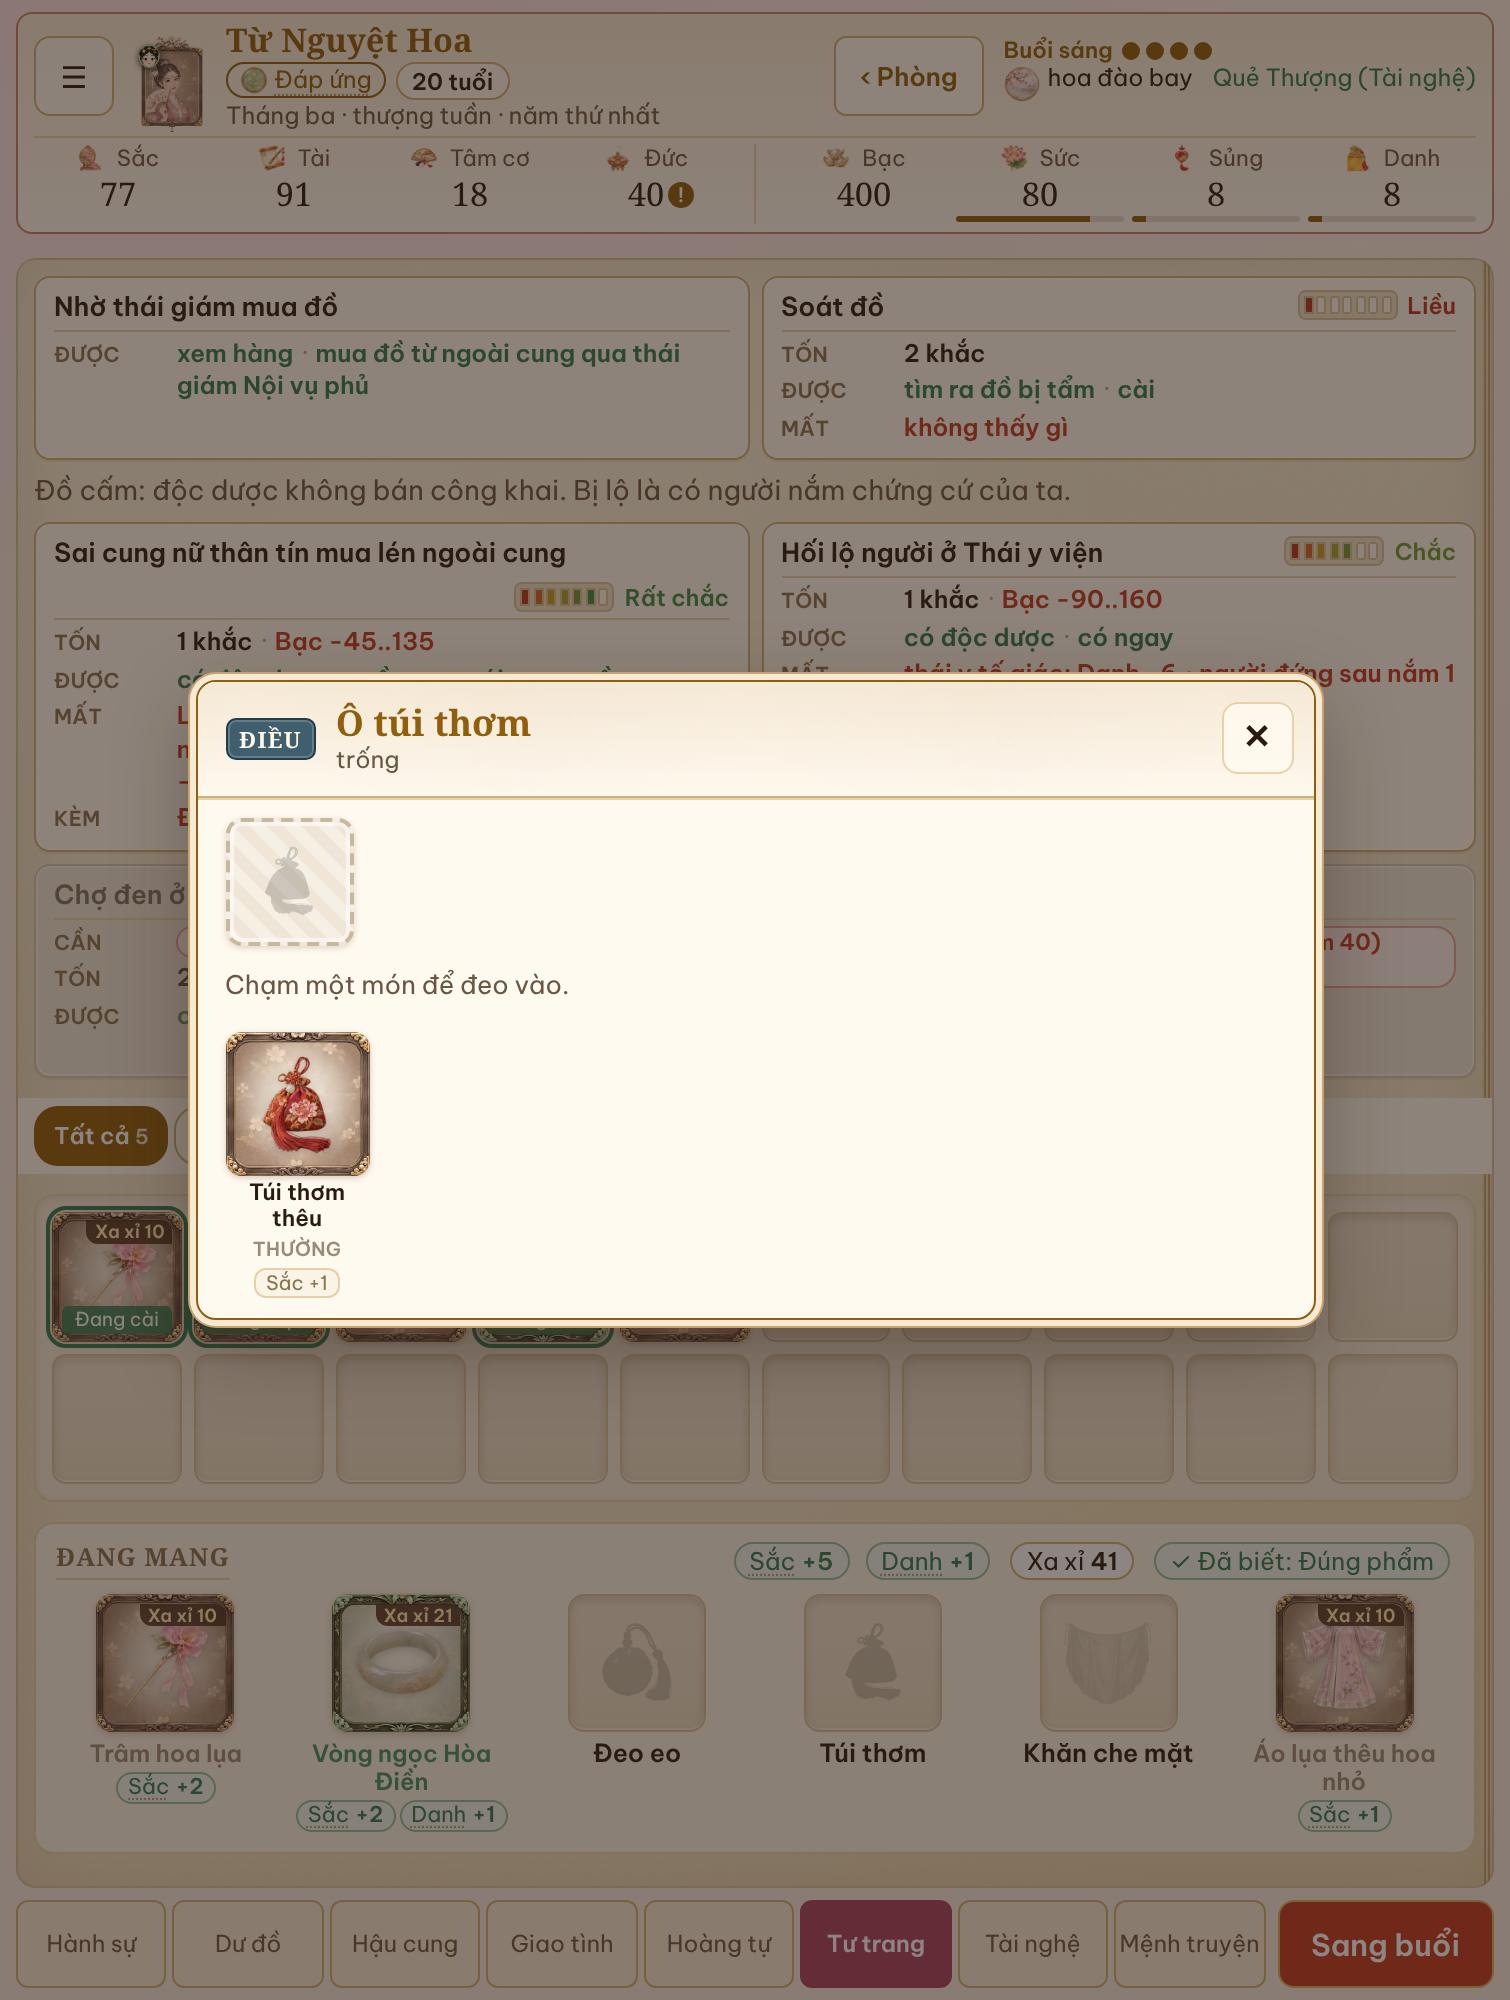 ☰
Từ Nguyệt Hoa
Đáp ứng
20 tuổi
Tháng ba · thượng tuần · năm thứ nhất
‹ Phòng
Buổi sáng
hoa đào bay
Quẻ Thượng (Tài nghệ)
Sắc
Tài
Tâm cơ
Đức
Bạc
Sức
Sủng
Danh
77
91
18
40
!
400
80
8
8
Nhờ thái giám mua đồ
ĐƯỢC
xem hàng · mua đồ từ ngoài cung qua thái
giám Nội vụ phủ
Soát đồ
Liều
TỐN
2 khắc
ĐƯỢC
tìm ra đồ bị tẩm · cài
MẤT
không thấy gì
Đồ cấm: độc dược không bán công khai. Bị lộ là có người nắm chứng cứ của ta.
Sai cung nữ thân tín mua lén ngoài cung
Rất chắc
TỐN
1 khắc · Bạc -45..135
ĐƯỢC
MẤT
KÈM
Hối lộ người ở Thái y viện
Chắc
TỐN
1 khắc · Bạc -90..160
ĐƯỢC
có độc dược · có ngay
sau nắm 1
Chợ đen ở
CẦN
40)
TỐN
2
ĐƯỢC
ĐIỀU
Ô túi thơm
trống
✕
Chạm một món để đeo vào.
Túi thơm
thêu
THƯỜNG
Sắc +1
Tất cả 5
Xa xỉ 10
Đang cài
ĐANG MANG
Sắc +5
Danh +1
Xa xỉ 41
✓ Đã biết: Đúng phẩm
Xa xỉ 10
Trâm hoa lụa
Sắc +2
Xa xỉ 21
Vòng ngọc Hòa
Điền
Sắc +2
Danh +1
Đeo eo
Túi thơm
Khăn che mặt
Xa xỉ 10
Áo lụa thêu hoa
nhỏ
Sắc +1
Hành sự
Dư đồ
Hậu cung
Giao tình
Hoàng tự
Tư trang
Tài nghệ
Mệnh truyện
Sang buổi